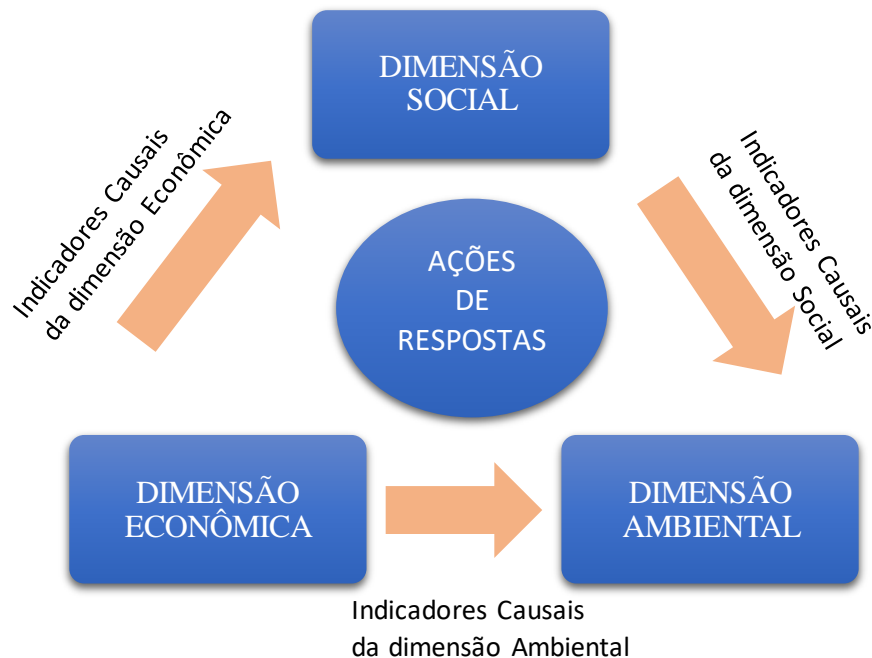 DIMENSÃO
SOCIAL
Indicadores Causais
da dimensão Econômica
Indicadores Causais
da dimensão Social
AÇÕES
DE
RESPOSTAS
DIMENSÃO
ECONÔMICA
DIMENSÃO
AMBIENTAL
Indicadores Causais
da dimensão Ambiental